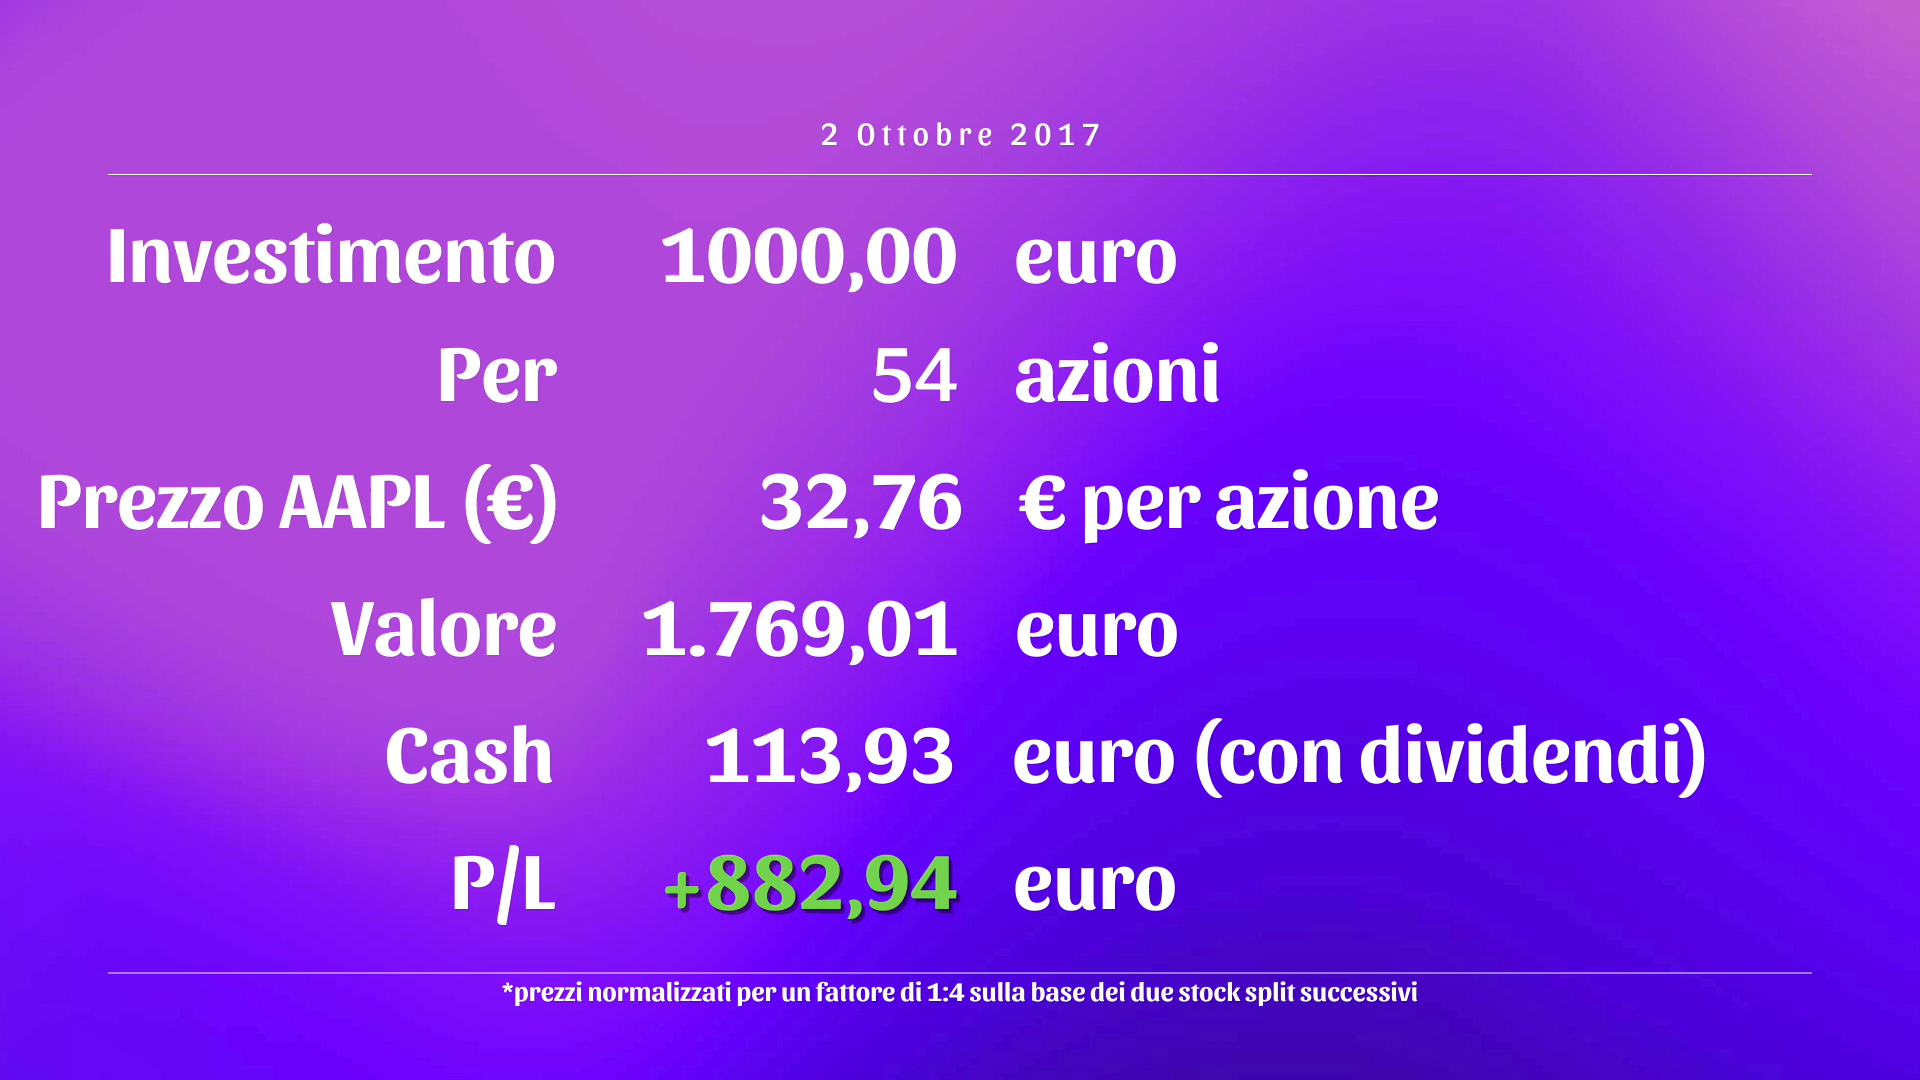 2 Ottobre 2017
Investimento 1000,00 euro
Per 54 azioni
Prezzo AAPL (€) 32,76 € per azione
Valore 1.769,01 euro
Cash 113,93 euro (con dividendi)
P/L +882,94 euro
*prezzi normalizzati per un fattore di 1:4 sulla base dei due stock split successivi